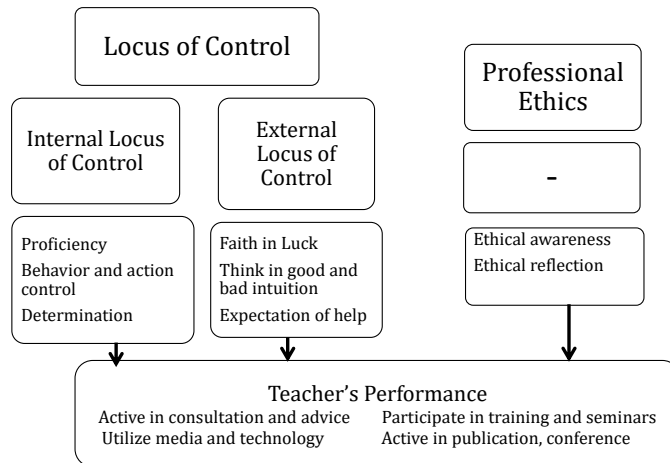 Locus of Control
Professional
Ethics
Internal Locus
of Control
External
Locus of
Control
-
Proficiency
Behavior and action
control
Determination
Faith in Luck
Think in good and
bad intuition
Expectation of help
Ethical awareness
Ethical reflection
Teacher’s Performance
Active in consultation and advice
Participate in training and seminars
Utilize media and technology
Active in publication, conference